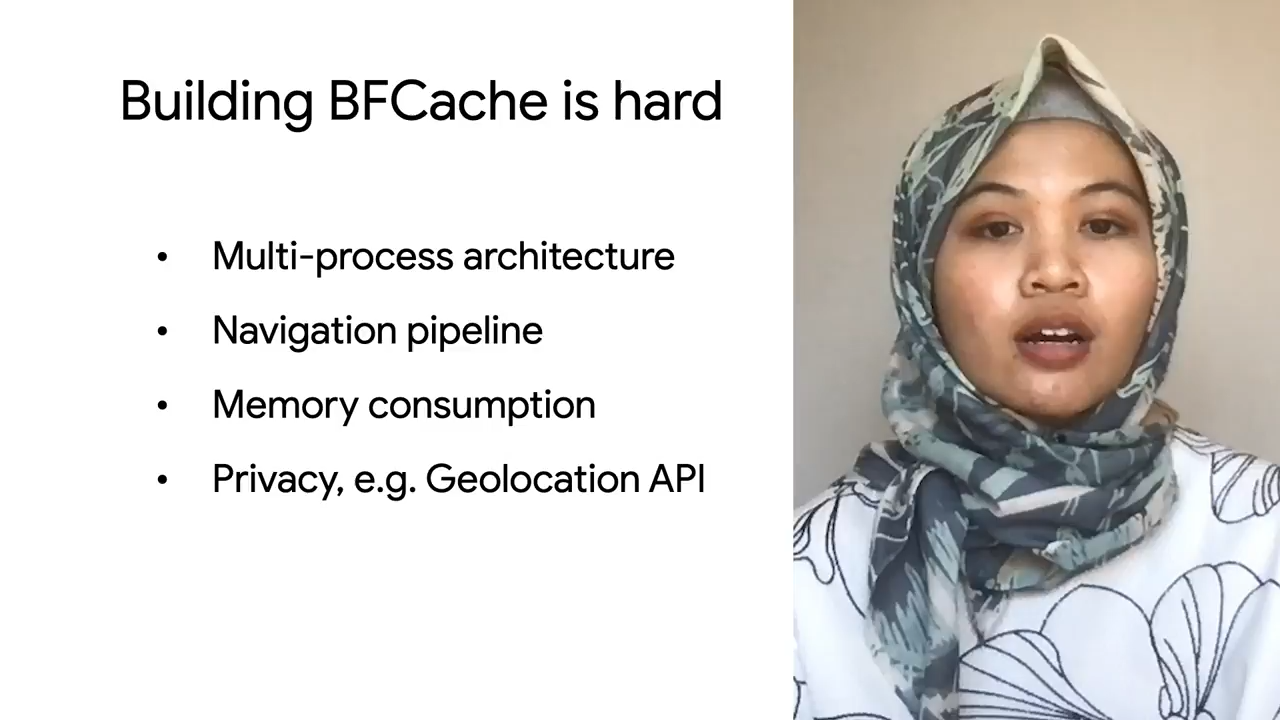 Building BFCache is hard
• Multi-process architecture
• Navigation pipeline
• Memory consumption
• Privacy, e.g. Geolocation API